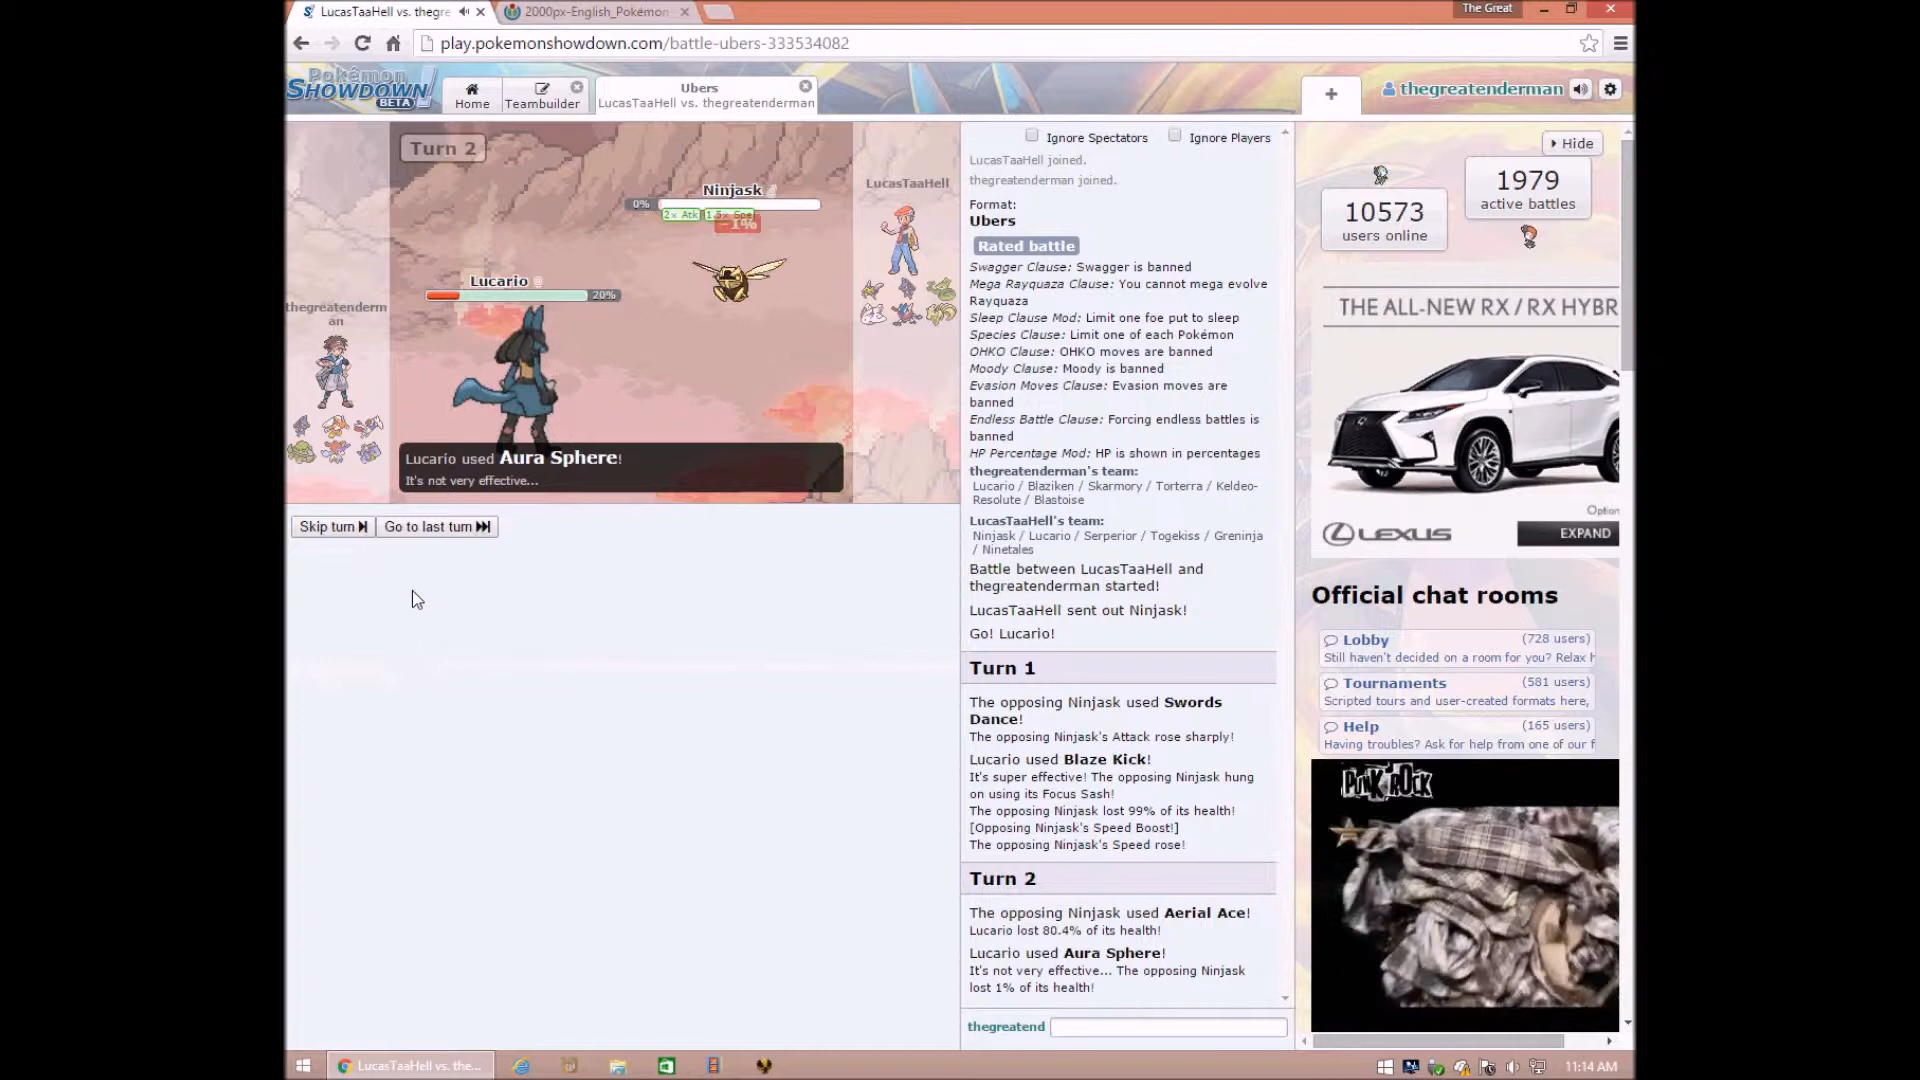 LucasTaaHell vs. thegre
2000px-English_Pokémon
The Great
play.pokemonshowdown.com/battle-ubers-333534082
Pokémon
SHOWDOWN!
BETA
Home
Teambuilder
Ubers
LucasTaaHell vs. thegreatenderman
+
thegreatenderman
Turn 2
Ninjask
0%
2x Atk 1.5x Spe
−1%
Lucario
20%
thegreatenderm
an
LucasTaaHell
Lucario used Aura Sphere!
It's not very effective...
Skip turn
Go to last turn
Ignore Spectators
Ignore Players
LucasTaaHell joined.
thegreatenderman joined.
Format:
Ubers
Rated battle
Swagger Clause: Swagger is banned
Mega Rayquaza Clause: You cannot mega evolve
Rayquaza
Sleep Clause Mod: Limit one foe put to sleep
Species Clause: Limit one of each Pokémon
OHKO Clause: OHKO moves are banned
Moody Clause: Moody is banned
Evasion Moves Clause: Evasion moves are
banned
Endless Battle Clause: Forcing endless battles is
banned
HP Percentage Mod: HP is shown in percentages
thegreatenderman's team:
Lucario / Blaziken / Skarmory / Torterra / Keldeo-
Resolute / Blastoise
LucasTaaHell's team:
Ninjask / Lucario / Serperior / Togekiss / Greninja
/ Ninetales
Battle between LucasTaaHell and
thegreatenderman started!
LucasTaaHell sent out Ninjask!
Go! Lucario!
Turn 1
The opposing Ninjask used Swords
Dance!
The opposing Ninjask's Attack rose sharply!
Lucario used Blaze Kick!
It's super effective! The opposing Ninjask hung
on using its Focus Sash!
The opposing Ninjask lost 99% of its health!
[Opposing Ninjask's Speed Boost!]
The opposing Ninjask's Speed rose!
Turn 2
The opposing Ninjask used Aerial Ace!
Lucario lost 80.4% of its health!
Lucario used Aura Sphere!
It's not very effective... The opposing Ninjask
lost 1% of its health!
thegreatend
Hide
10573
users online
1979
active battles
THE ALL-NEW RX / RX HYBR
Option
LEXUS
EXPAND
Official chat rooms
Lobby (728 users)
Still haven't decided on a room for you? Relax h
Tournaments (581 users)
Scripted tours and user-created formats here,
Help (165 users)
Having troubles? Ask for help from one of our f
PUNK ROCK
LucasTaaHell vs. the...
11:14 AM